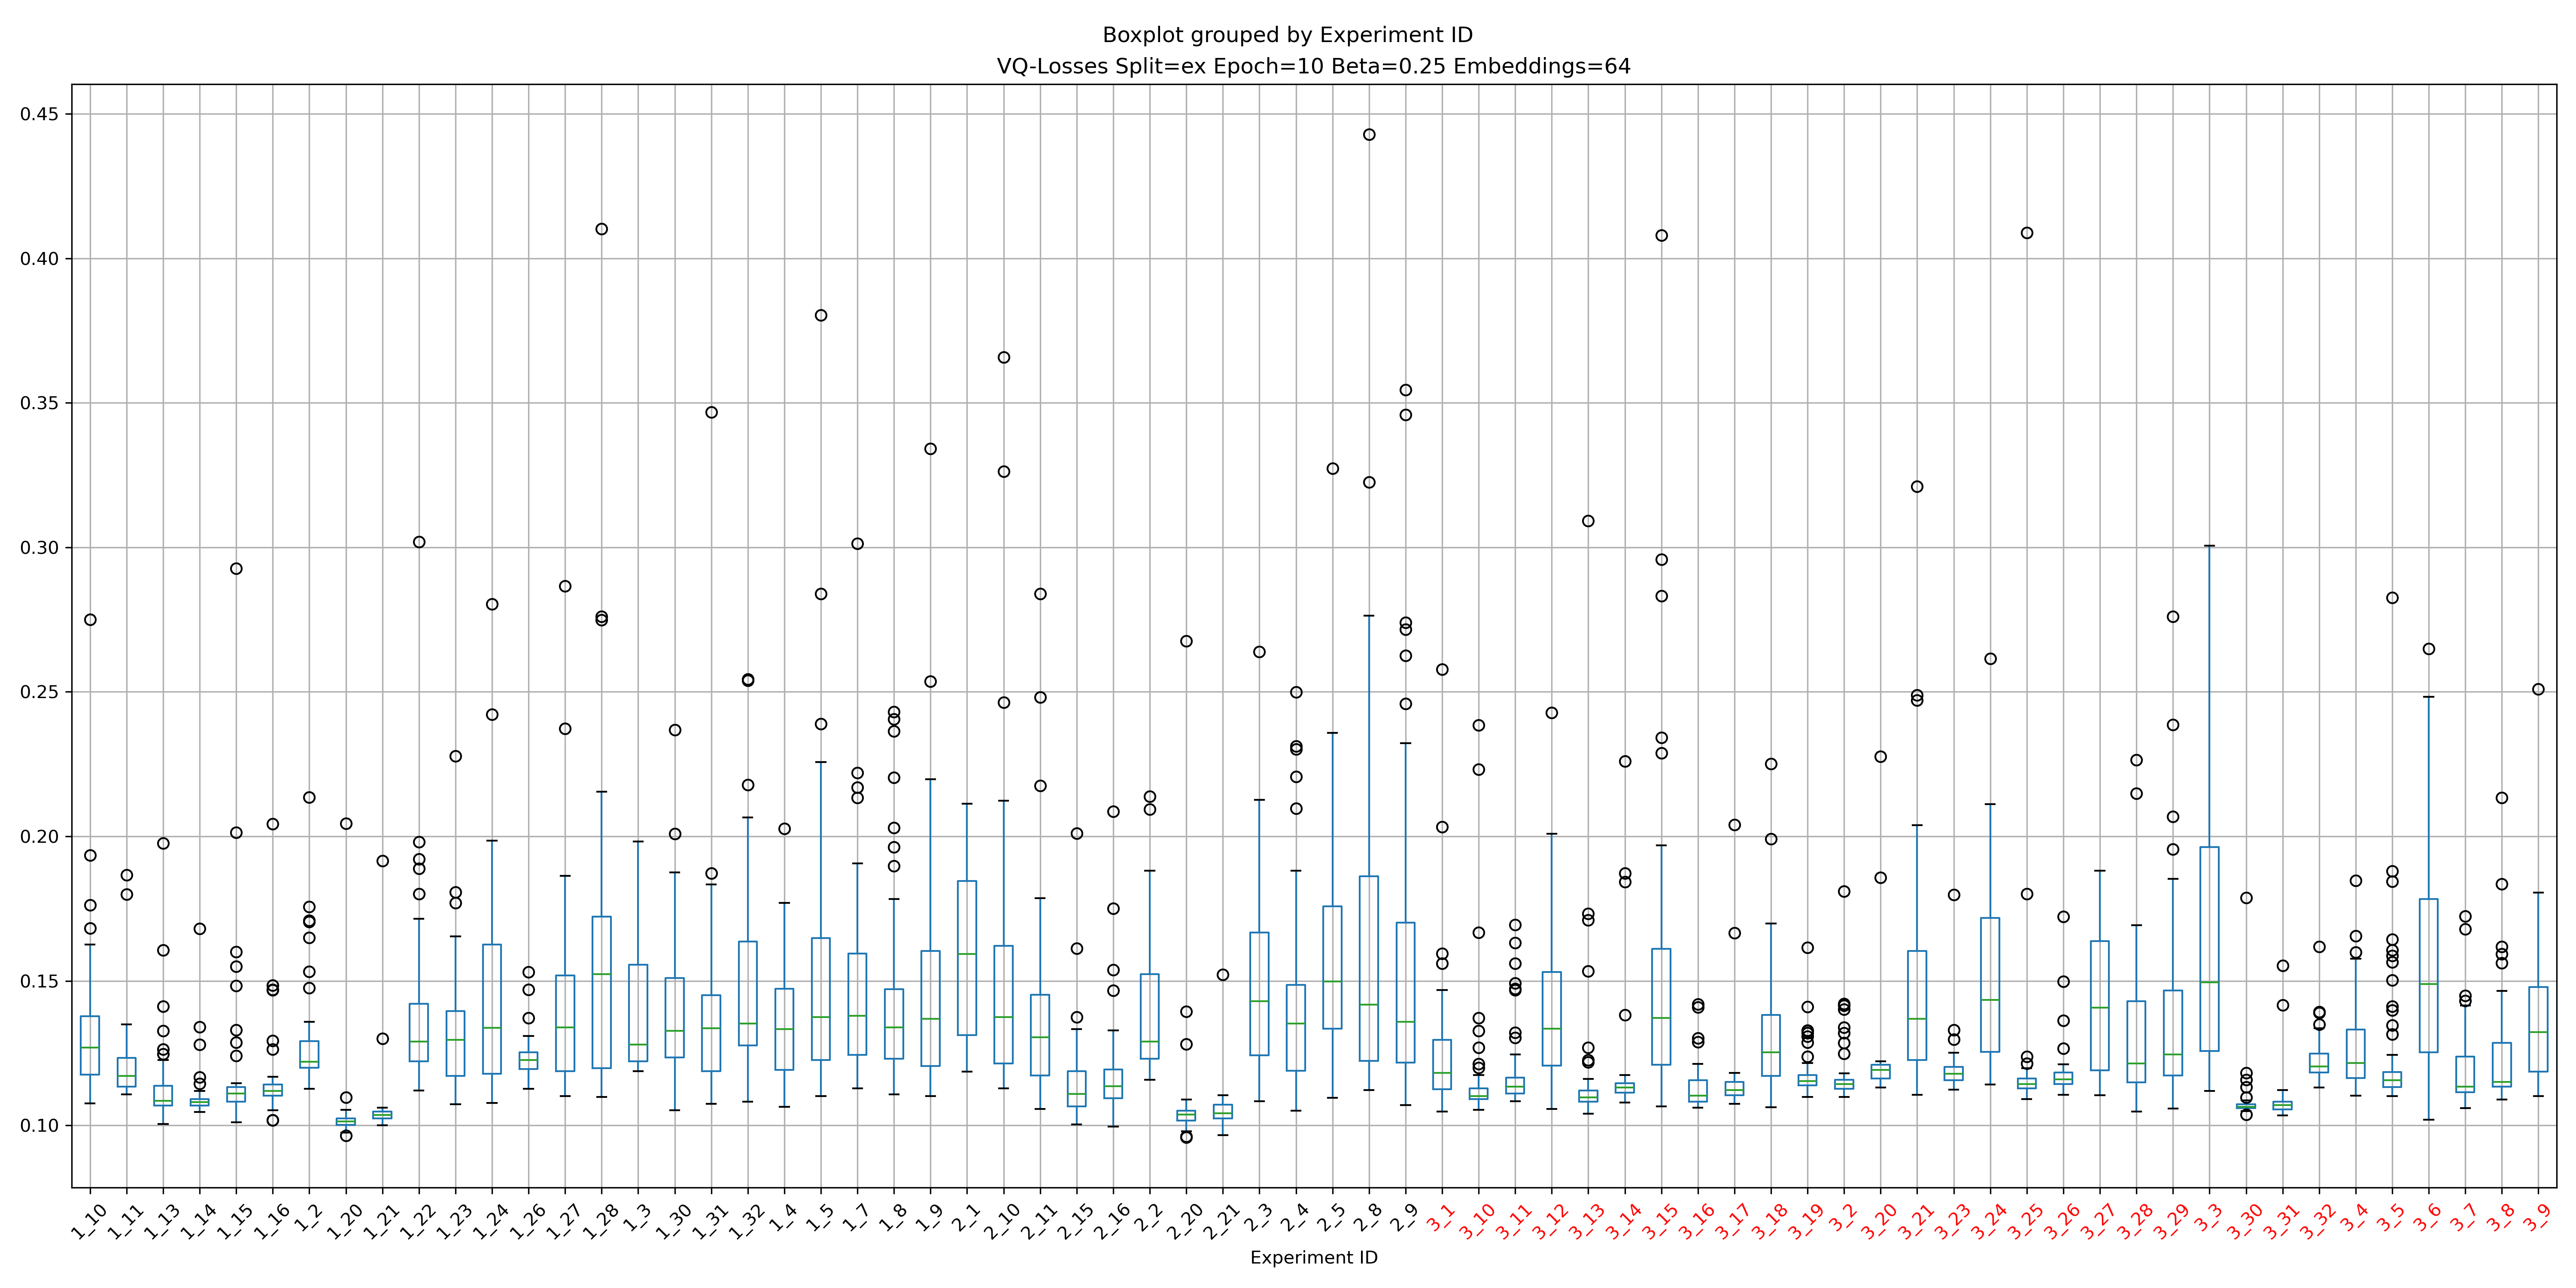 Boxplot grouped by Experiment ID
VQ-Losses Split=ex Epoch=10 Beta=0.25 Embeddings=64
0.45
0.40
0.35
0.30
0.25
0.20
0.15
0.10
1_10 1_11 1_13 1_14 1_15 1_16 1_2 1_20 1_21 1_22 1_23 1_24 1_26 1_27 1_28 1_3 1_30 1_31 1_32 1_4 1_5 1_7 1_8 1_9 2_1 2_10 2_11 2_15 2_16 2_2 2_20 2_21 2_3 2_4 2_5 2_8 2_9 3_1 3_10 3_11 3_12 3_13 3_14 3_15 3_16 3_17 3_18 3_19 3_2 3_20 3_21 3_23 3_24 3_25 3_26 3_27 3_28 3_29 3_3 3_30 3_31 3_32 3_4 3_5 3_6 3_7 3_8 3_9
Experiment ID